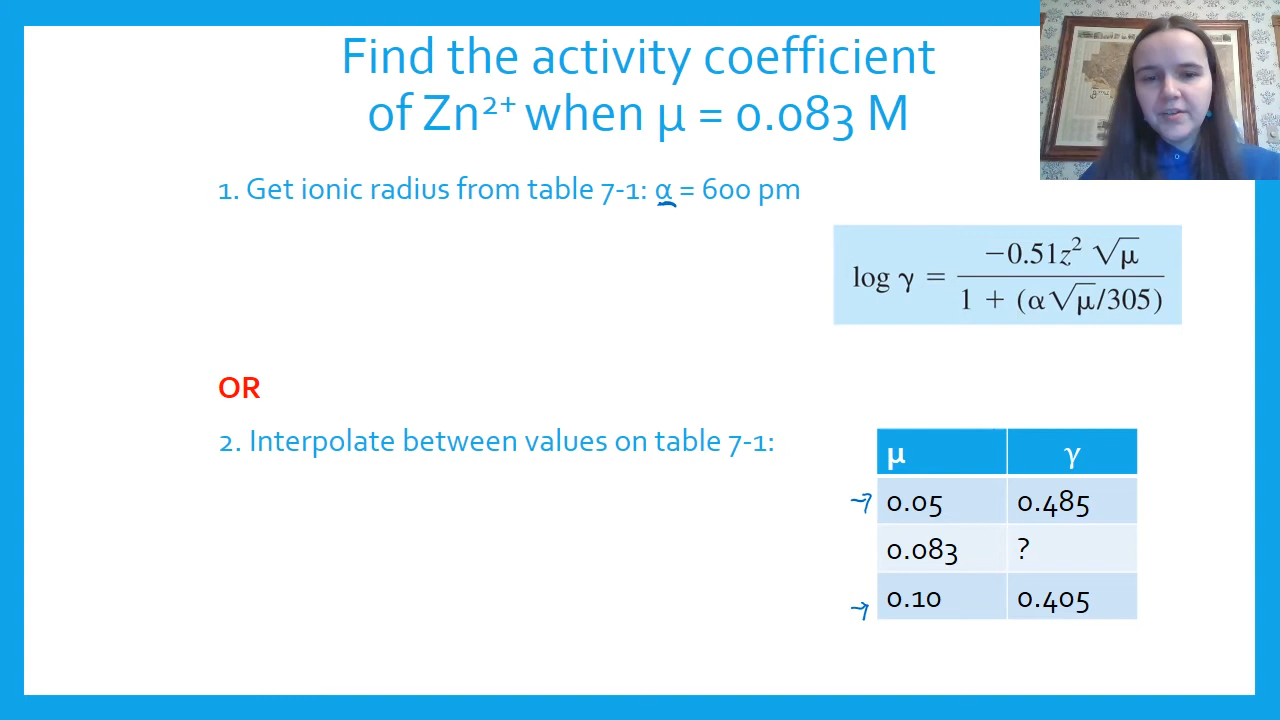 Find the activity coefficient
of Zn²⁺ when μ = 0.083 M
1. Get ionic radius from table 7-1: α = 600 pm
log γ = −0.51z² √μ / 1 + (α√μ/305)
OR
2. Interpolate between values on table 7-1:
μ γ
0.05 0.485
0.083 ?
0.10 0.405